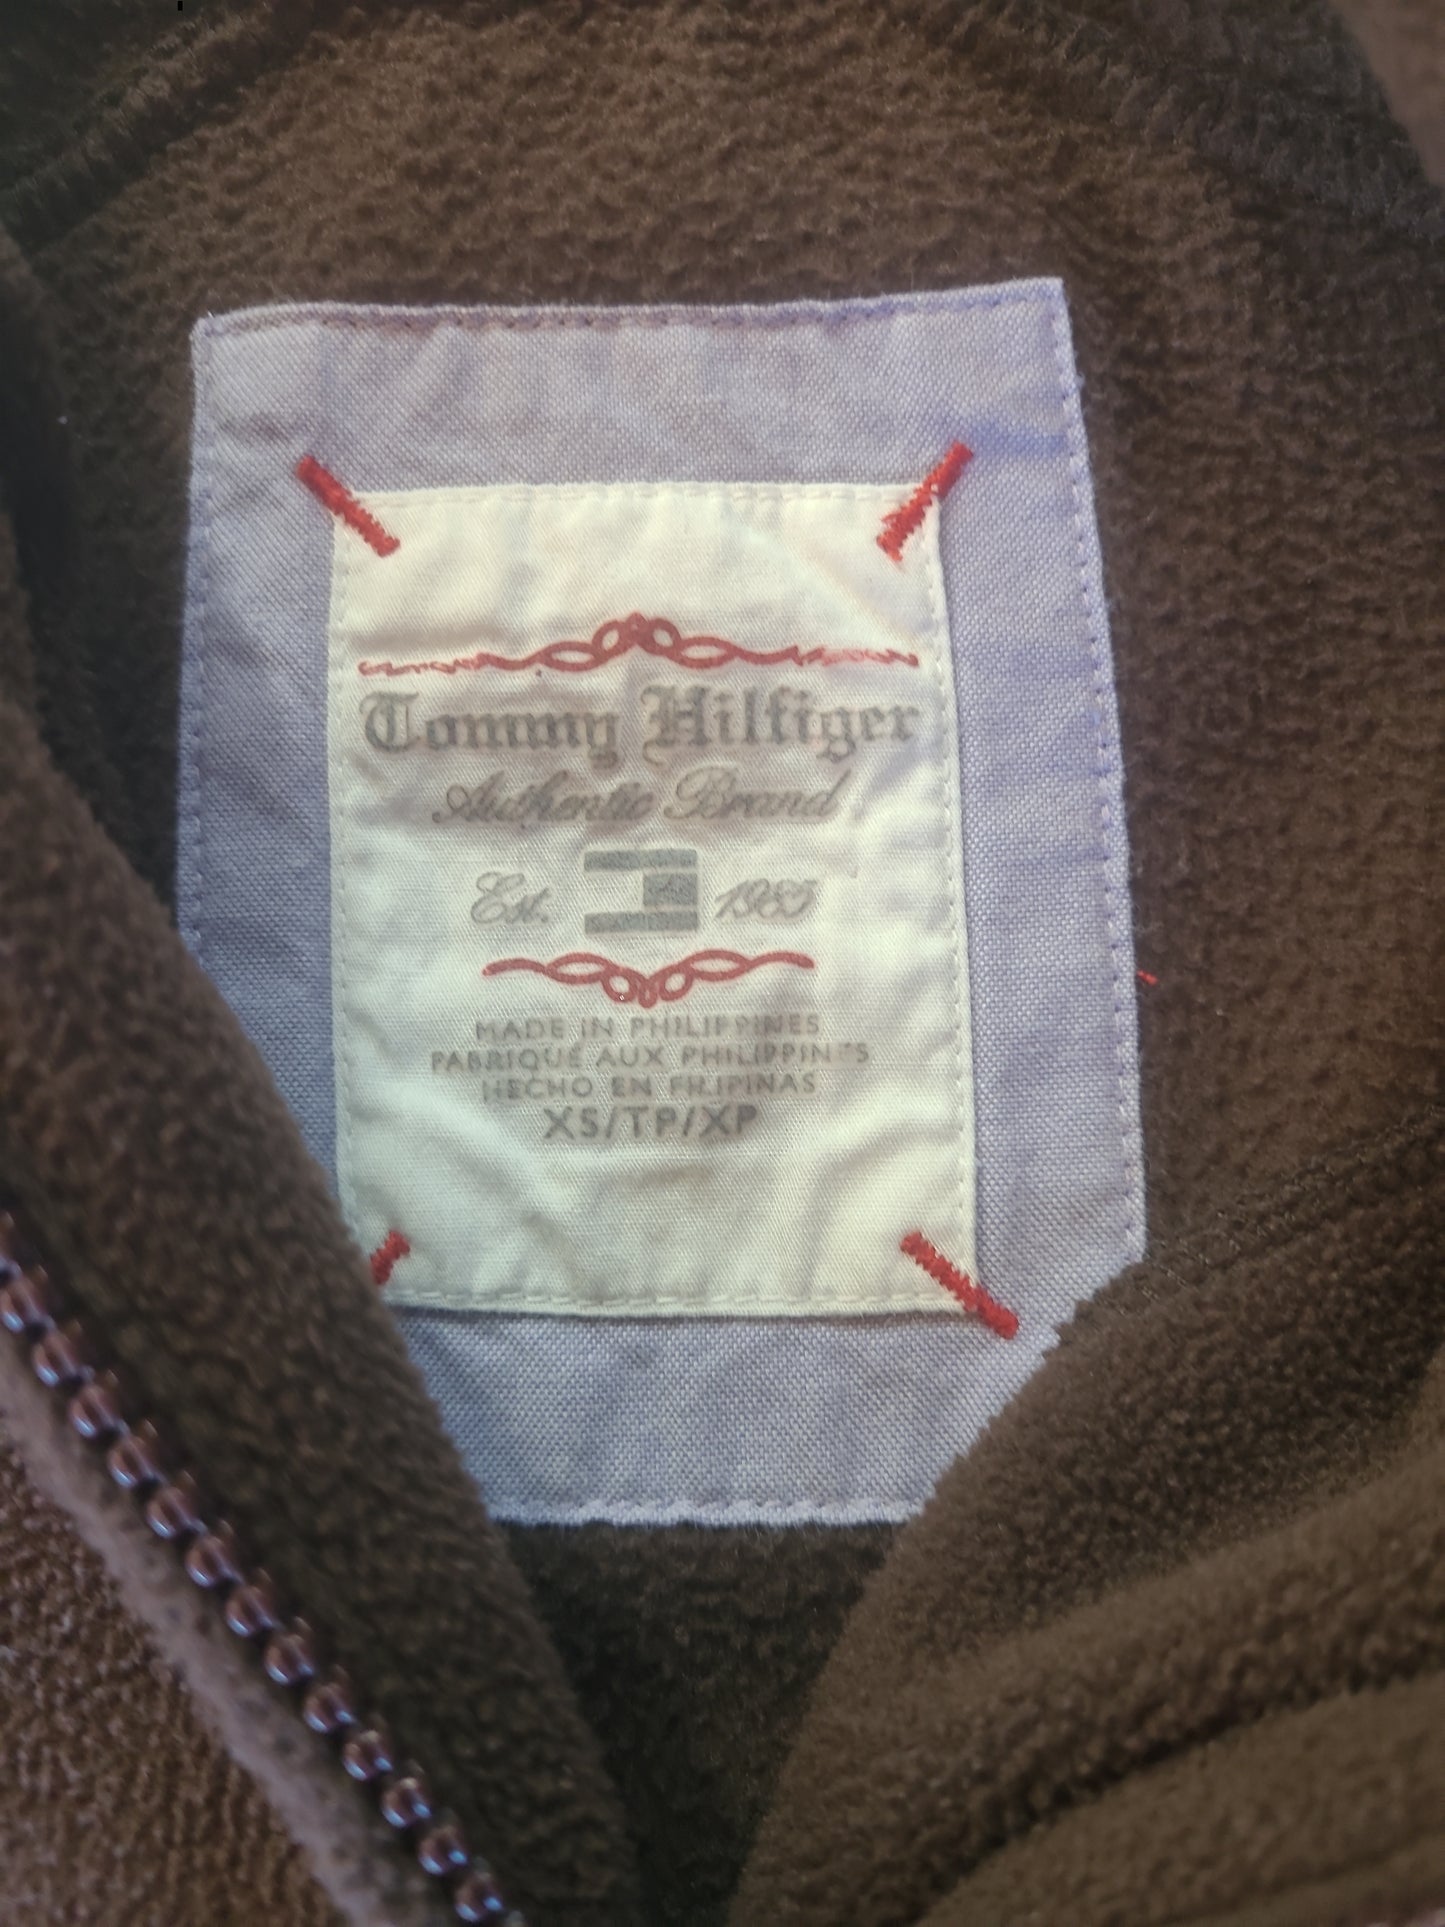 Tommy Hilfiger
Authentic Brand
Est. 1985
MADE IN PHILIPPINES
FABRIQUÉ AUX PHILIPPINES
HECHO EN FILIPINAS
XS/TP/XP